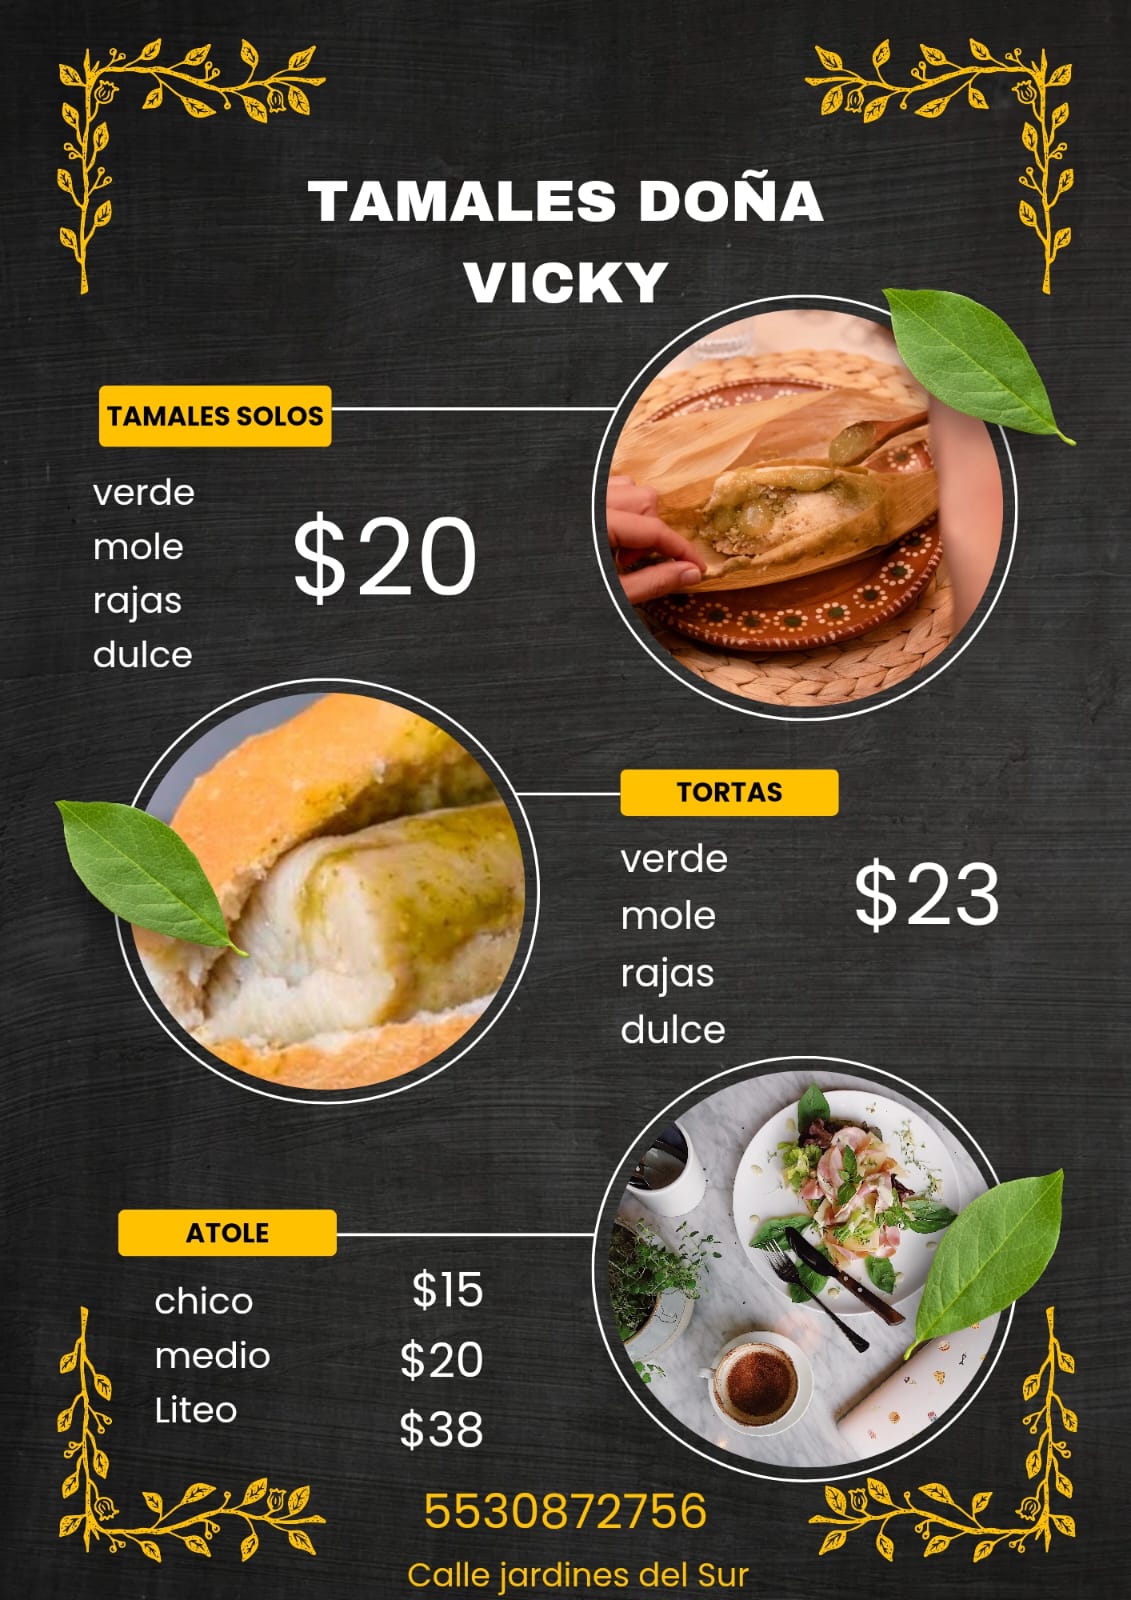 TAMALES DOÑA
VICKY
TAMALES SOLOS
verde
mole
rajas
dulce
$20
TORTAS
verde
mole
rajas
dulce
$23
ATOLE
chico $15
medio $20
Liteo $38
5530872756
Calle jardines del Sur